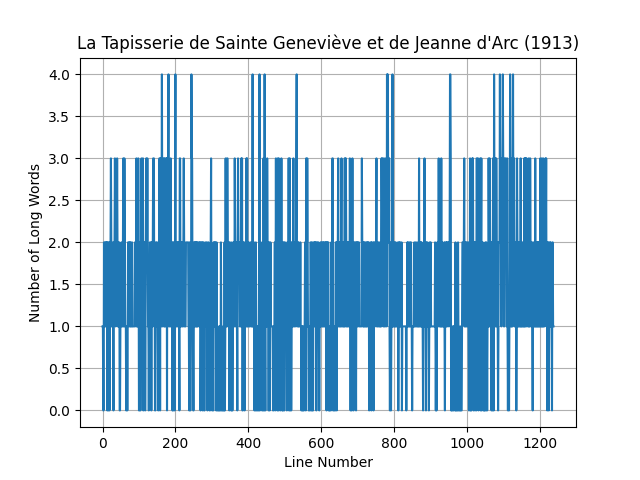 La Tapisserie de Sainte Geneviève et de Jeanne d'Arc (1913)
4.0
3.5
3.0
2.5
2.0
1.5
1.0
0.5
0.0
Number of Long Words
0 200 400 600 800 1000 1200
Line Number